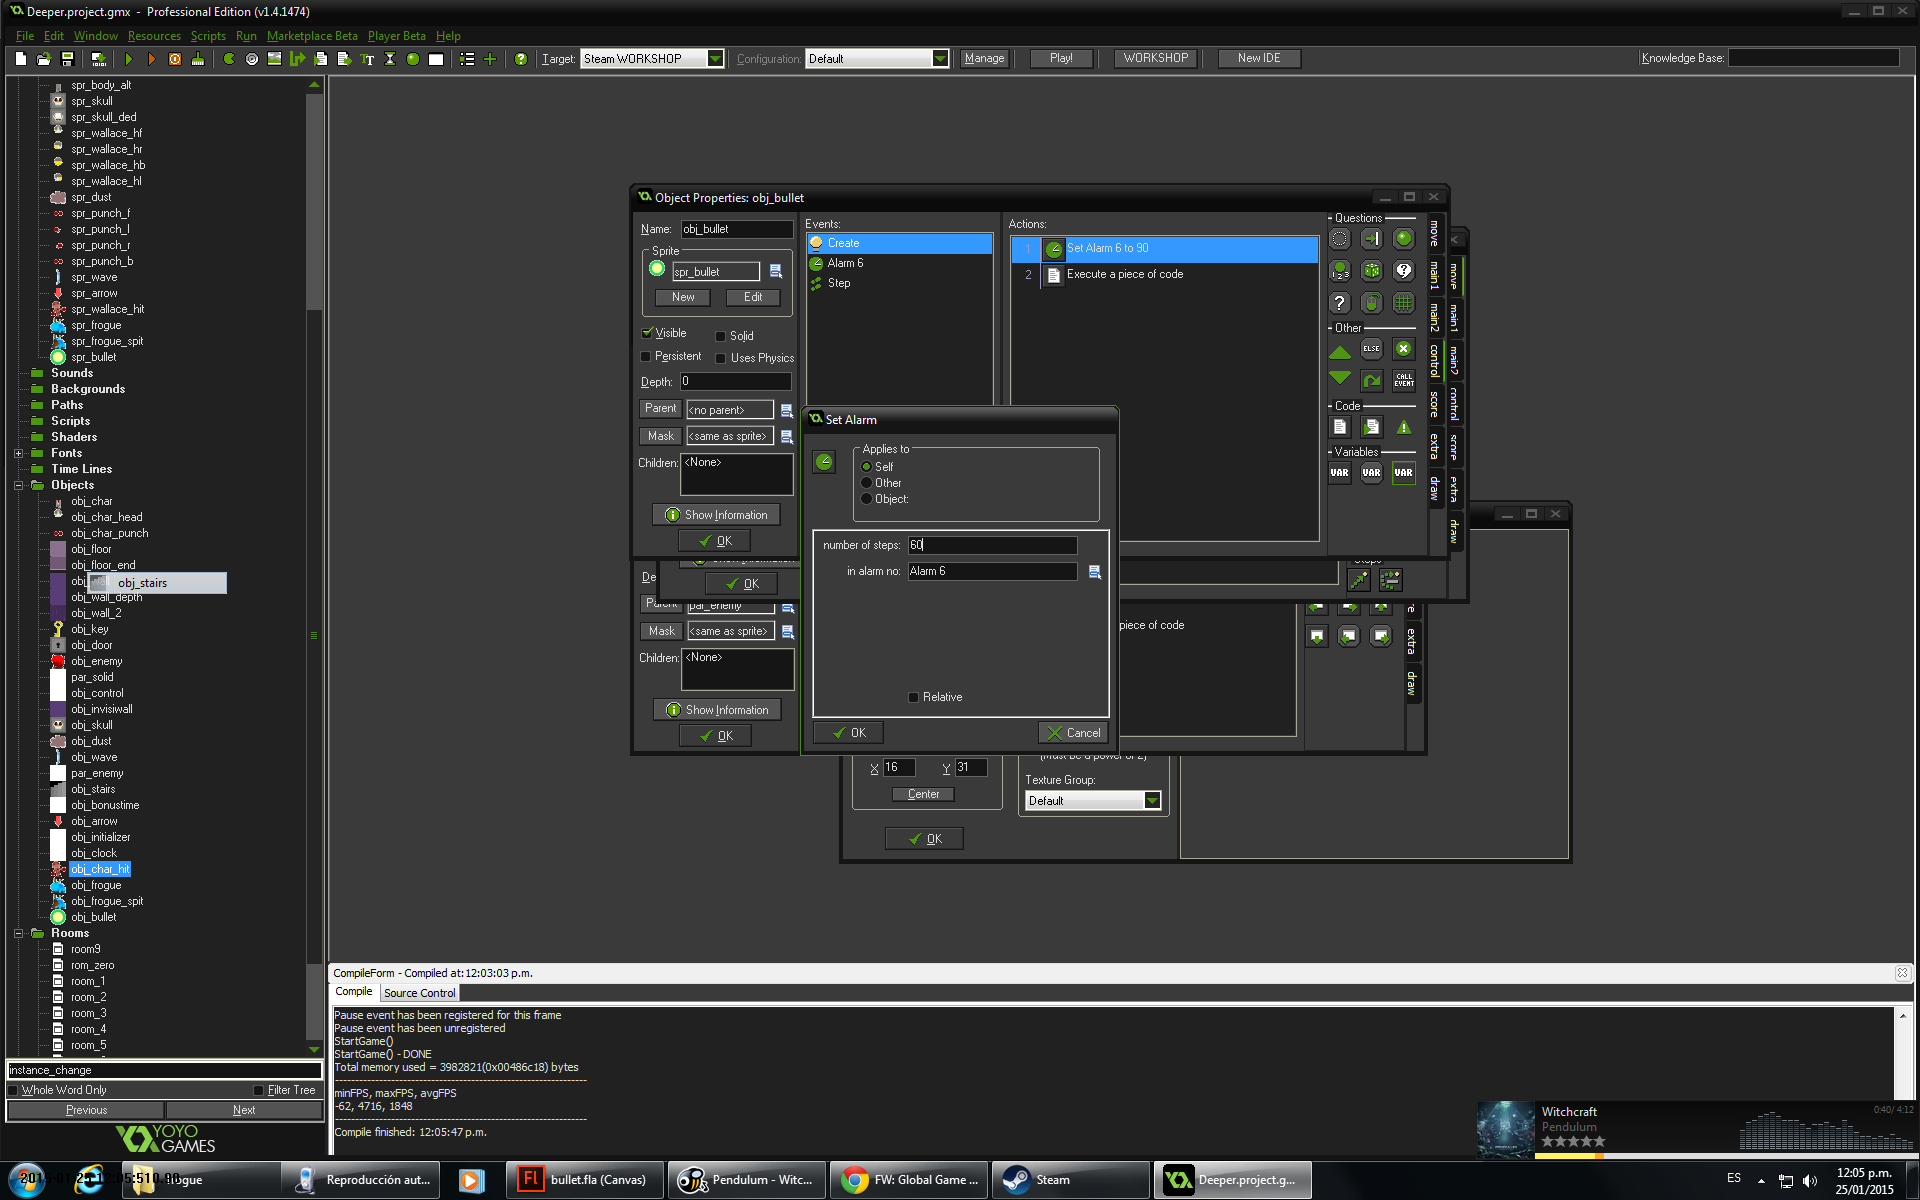 Deeper.project.gmx - Professional Edition (v1.4.1474)
File Edit Window Resources Scripts Run Marketplace Beta Player Beta Help
Target: Steam WORKSHOP Configuration: Default Manage Play! WORKSHOP New IDE Knowledge Base:
spr_body_alt
spr_skull
spr_skull_ded
spr_wallace_hf
spr_wallace_hr
spr_wallace_hb
spr_wallace_hl
spr_dust
spr_punch_f
spr_punch_l
spr_punch_r
spr_punch_b
spr_wave
spr_arrow
spr_wallace_hit
spr_frogue
spr_frogue_spit
spr_bullet
Sounds
Backgrounds
Paths
Scripts
Shaders
Fonts
Time Lines
Objects
obj_char
obj_char_head
obj_char_punch
obj_floor
obj_floor_end
obj_stairs
obj_wall_depth
obj_wall_2
obj_key
obj_door
obj_enemy
par_solid
obj_control
obj_invisiwall
obj_skull
obj_dust
obj_wave
par_enemy
obj_stairs
obj_bonustime
obj_arrow
obj_initializer
obj_clock
obj_char_hit
obj_frogue
obj_frogue_spit
obj_bullet
Rooms
room9
rom_zero
room_1
room_2
room_3
room_4
room_5
instance_change
Whole Word Only Filter Tree
Previous Next
YOYO GAMES
Object Properties: obj_bullet
Name: obj_bullet
Sprite
spr_bullet
New Edit
Visible Solid
Persistent Uses Physics
Depth: 0
Parent <no parent>
Mask <same as sprite>
Children: <None>
Show Information
OK
Events:
Create
Alarm 6
Step
Actions:
1 Set Alarm 6 to 90
2 Execute a piece of code
Questions
Other
ELSE
CALL EVENT
Code
Variables
VAR VAR VAR
move
main1
main2
control
score
extra
draw
move
main1
main2
control
score
extra
draw
Set Alarm
Applies to
Self
Other
Object:
number of steps: 60
in alarm no: Alarm 6
Relative
OK Cancel
OK
Parent par_enemy
Mask <same as sprite>
Children: <None>
Show Information
OK
piece of code
extra
draw
X 16 Y 31
Center
OK
(Must be a power of 2)
Texture Group:
Default
CompileForm - Compiled at: 12:03:03 p.m.
Compile Source Control
Pause event has been registered for this frame
Pause event has been unregistered
StartGame()
StartGame() - DONE
Total memory used = 3982821(0x00486c18) bytes
minFPS, maxFPS, avgFPS
-62, 4716, 1848
Compile finished: 12:05:47 p.m.
Witchcraft 0:40/ 4:12
Pendulum
Reproducción aut...
bullet.fla (Canvas)
Pendulum - Witc...
FW: Global Game ...
Steam
Deeper.project.g...
ES
12:05 p.m.
25/01/2015